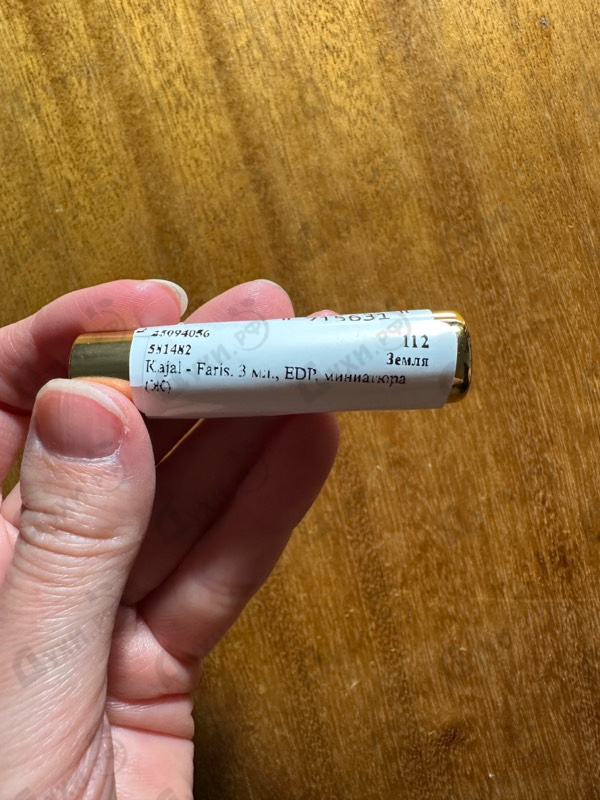 25094056
581482
112
Земля
Kajal - Faris. 3 мл., EDP, миниатюра
(Ж)